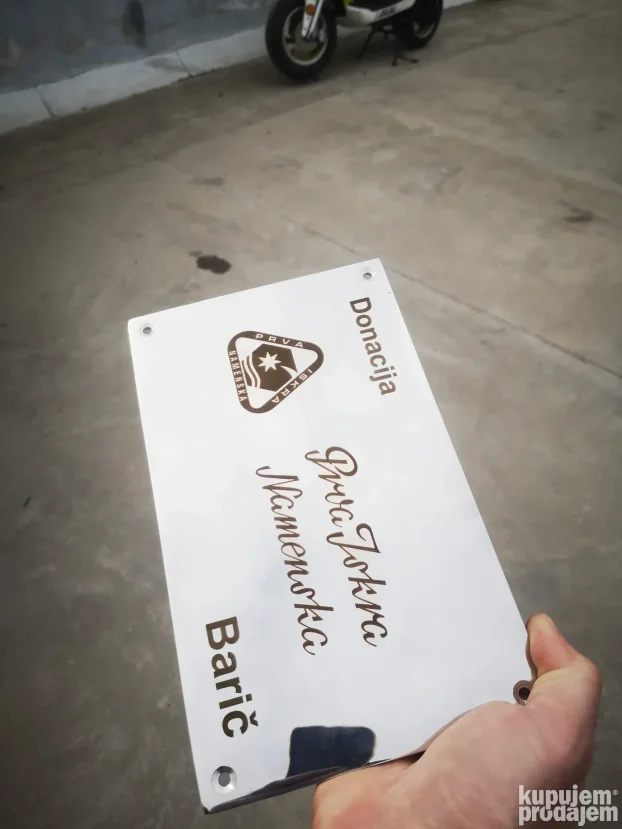 Donacija
PRVA
ISKRA
NAMENSKA
Prva Iskra
Namenska
Barič
kupujem
prodajem